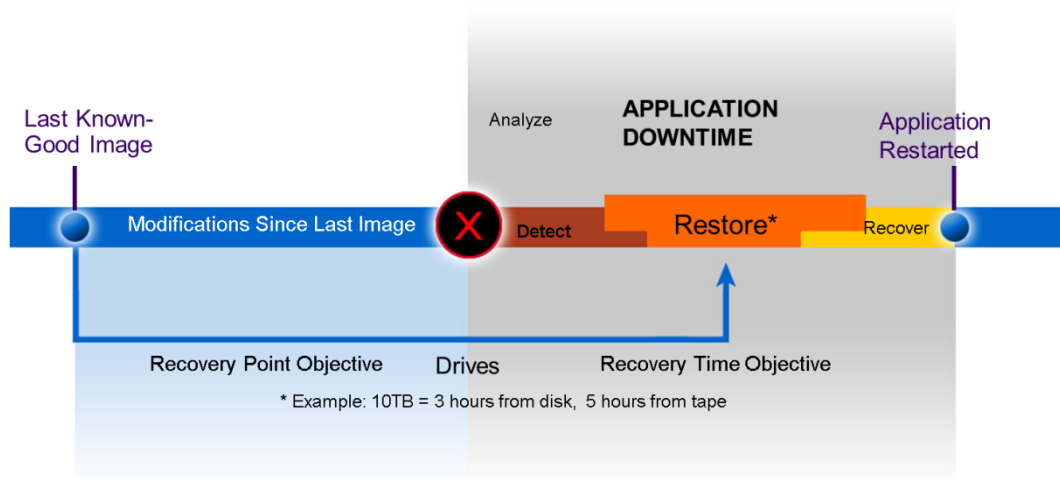 Last Known-
Good Image
Analyze
APPLICATION
DOWNTIME
Application
Restarted
Modifications Since Last Image
X
Detect
Restore*
Recover
Recovery Point Objective
Drives
Recovery Time Objective
* Example: 10TB = 3 hours from disk, 5 hours from tape